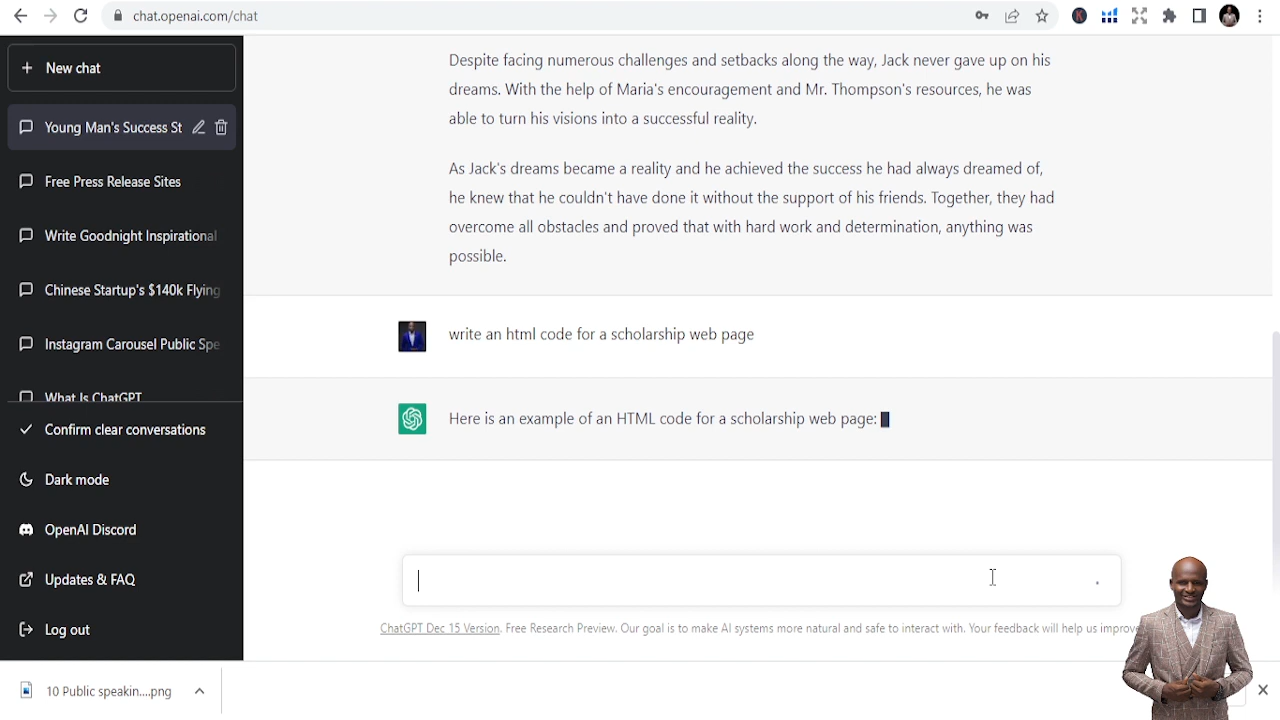 chat.openai.com/chat
K
New chat
Young Man's Success St
Free Press Release Sites
Write Goodnight Inspirational
Chinese Startup's $140k Flying
Instagram Carousel Public Spe
What Is ChatGPT
Confirm clear conversations
Dark mode
OpenAI Discord
Updates & FAQ
Log out
Despite facing numerous challenges and setbacks along the way, Jack never gave up on his
dreams. With the help of Maria's encouragement and Mr. Thompson's resources, he was
able to turn his visions into a successful reality.
As Jack's dreams became a reality and he achieved the success he had always dreamed of,
he knew that he couldn't have done it without the support of his friends. Together, they had
overcome all obstacles and proved that with hard work and determination, anything was
possible.
write an html code for a scholarship web page
Here is an example of an HTML code for a scholarship web page:
ChatGPT Dec 15 Version. Free Research Preview. Our goal is to make AI systems more natural and safe to interact with. Your feedback will help us improve
10 Public speakin....png